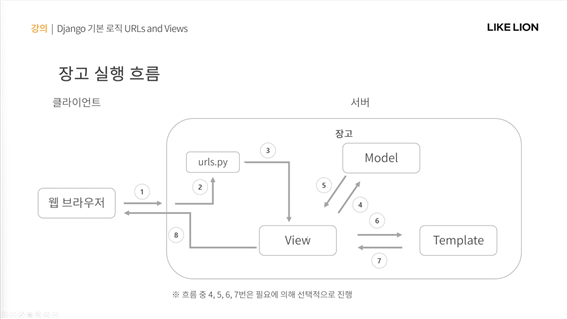 강의 | Django 기본 로직 URLs and Views
LIKE LION
장고 실행 흐름
클라이언트
서버
장고
urls.py
3
Model
1
2
5
4
웹 브라우저
6
8
View
Template
7
※ 흐름 중 4, 5, 6, 7번은 필요에 의해 선택적으로 진행